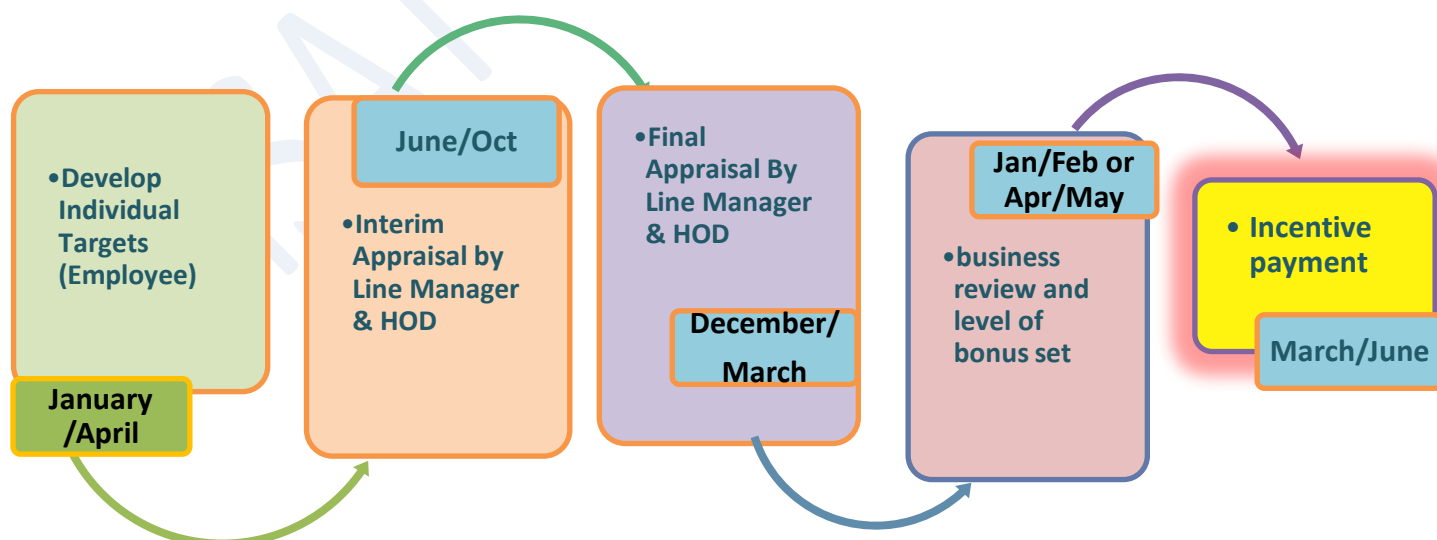 •Develop
Individual
Targets
(Employee)
January
/April
June/Oct
•Interim
Appraisal by
Line Manager
& HOD
•Final
Appraisal By
Line Manager
& HOD
December/
March
Jan/Feb or
Apr/May
•business
review and
level of
bonus set
• Incentive
payment
March/June